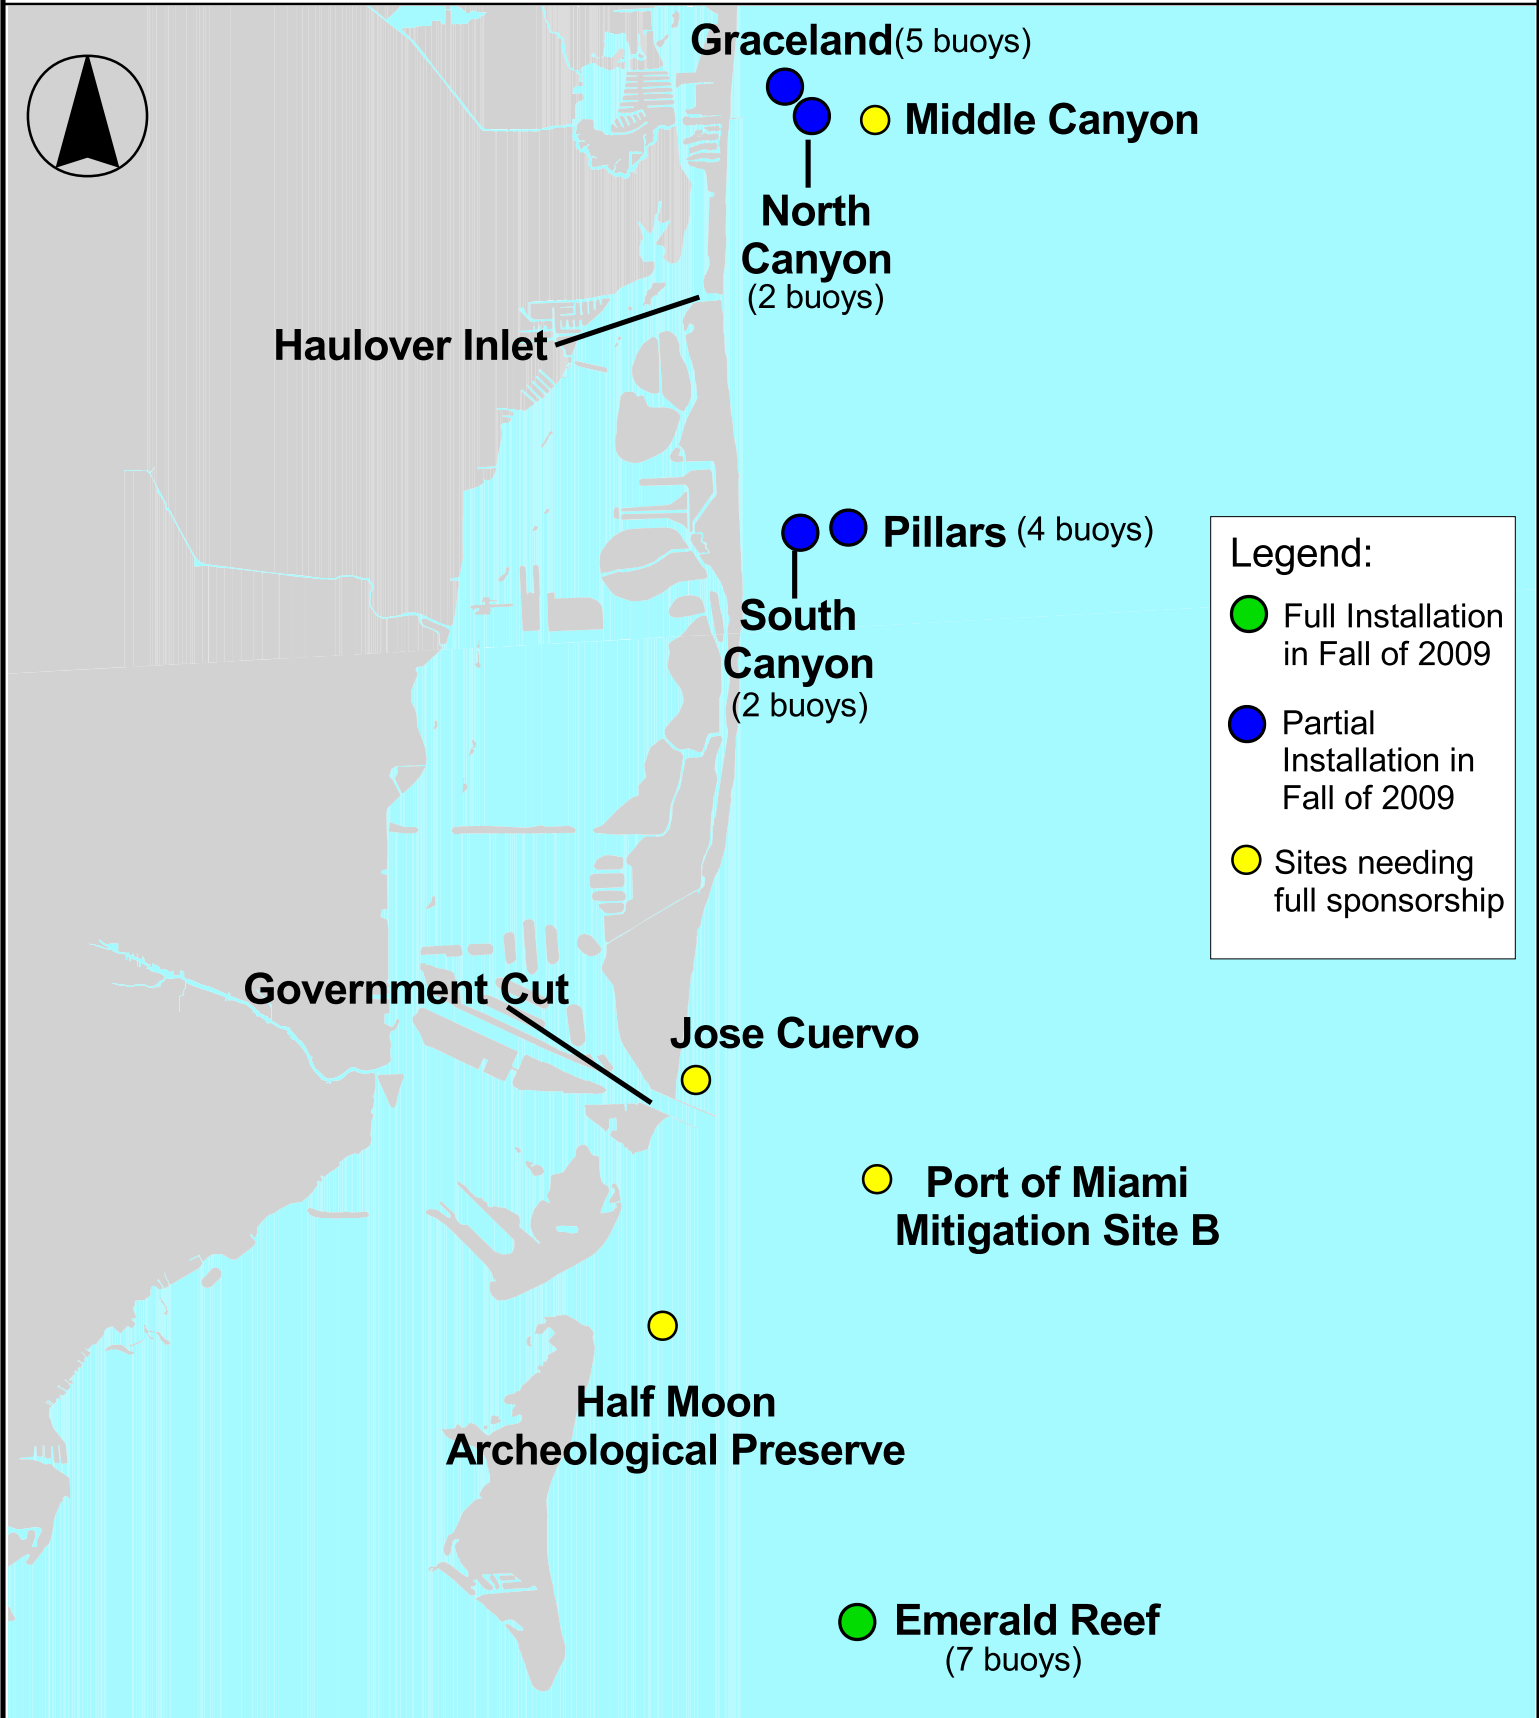 Graceland (5 buoys)
Middle Canyon
North
Canyon
(2 buoys)
Haulover Inlet
Pillars (4 buoys)
South
Canyon
(2 buoys)
Legend:
Full Installation
in Fall of 2009
Partial
Installation in
Fall of 2009
Sites needing
full sponsorship
Government Cut
Jose Cuervo
Port of Miami
Mitigation Site B
Half Moon
Archeological Preserve
Emerald Reef
(7 buoys)